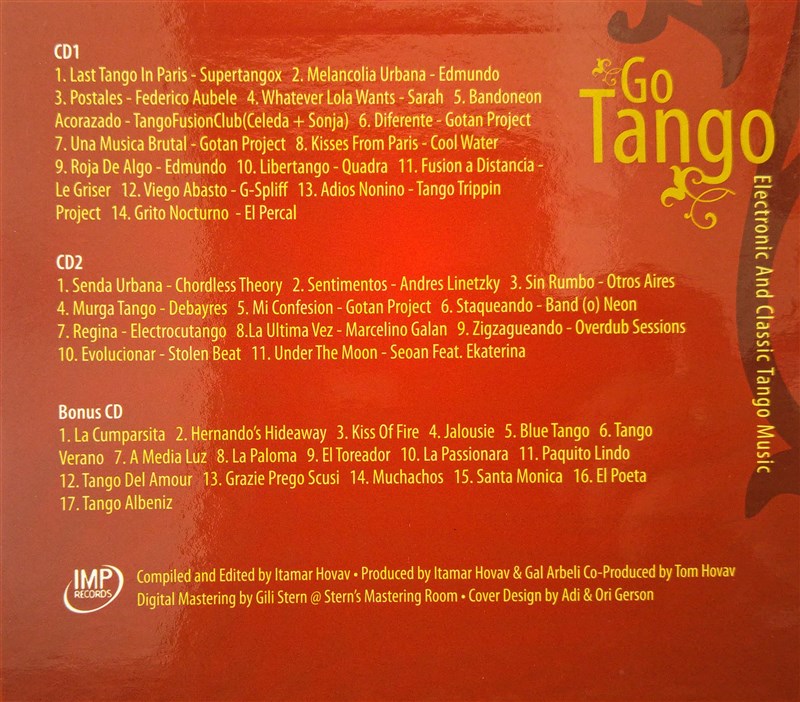 Go
Tango
Electronic And Classic Tango Music
CD1
1. Last Tango In Paris - Supertangox 2. Melancolia Urbana - Edmundo
3. Postales - Federico Aubele 4. Whatever Lola Wants - Sarah 5. Bandoneon
Acorazado - TangoFusionClub(Celeda + Sonja) 6. Diferente - Gotan Project
7. Una Musica Brutal - Gotan Project 8. Kisses From Paris - Cool Water
9. Roja De Algo - Edmundo 10. Libertango - Quadra 11. Fusion a Distancia -
Le Griser 12. Viego Abasto - G-Spliff 13. Adios Nonino - Tango Trippin
Project 14. Grito Nocturno - El Percal
CD2
1. Senda Urbana - Chordless Theory 2. Sentimentos - Andres Linetzky 3. Sin Rumbo - Otros Aires
4. Murga Tango - Debayres 5. Mi Confesion - Gotan Project 6. Staqueando - Band (o) Neon
7. Regina - Electrocutango 8.La Ultima Vez - Marcelino Galan 9. Zigzagueando - Overdub Sessions
10. Evolucionar - Stolen Beat 11. Under The Moon - Seoan Feat. Ekaterina
Bonus CD
1. La Cumparsita 2. Hernando's Hideaway 3. Kiss Of Fire 4. Jalousie 5. Blue Tango 6. Tango
Verano 7. A Media Luz 8. La Paloma 9. El Toreador 10. La Passionara 11. Paquito Lindo
12. Tango Del Amour 13. Grazie Prego Scusi 14. Muchachos 15. Santa Monica 16. El Poeta
17. Tango Albeniz
IMP
RECORDS
Compiled and Edited by Itamar Hovav • Produced by Itamar Hovav & Gal Arbeli Co-Produced by Tom Hovav
Digital Mastering by Gili Stern @ Stern's Mastering Room • Cover Design by Adi & Ori Gerson